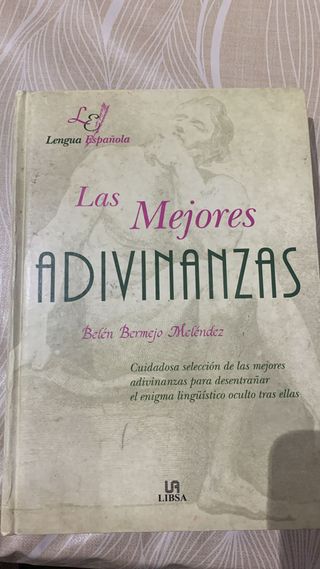 LE
Lengua Española
Las Mejores
ADIVINANZAS
Belén Bermejo Meléndez
Cuidadosa selección de las mejores
adivinanzas para desentrañar
el enigma lingüístico oculto tras ellas
LIBSA